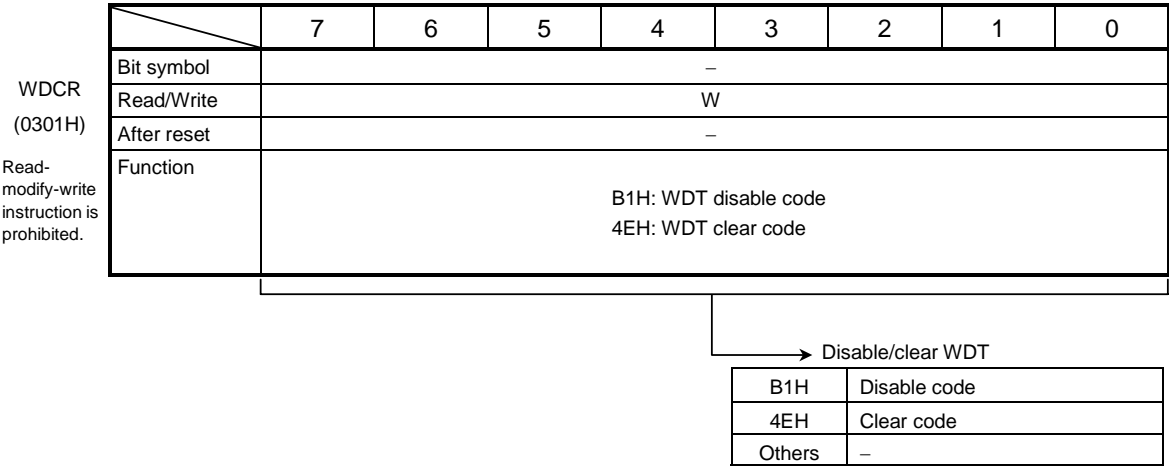 7 6 5 4 3 2 1 0
WDCR
(0301H)
Read-
modify-write
instruction is
prohibited.
Bit symbol –
Read/Write W
After reset –
Function
B1H: WDT disable code
4EH: WDT clear code
Disable/clear WDT
B1H Disable code
4EH Clear code
Others –